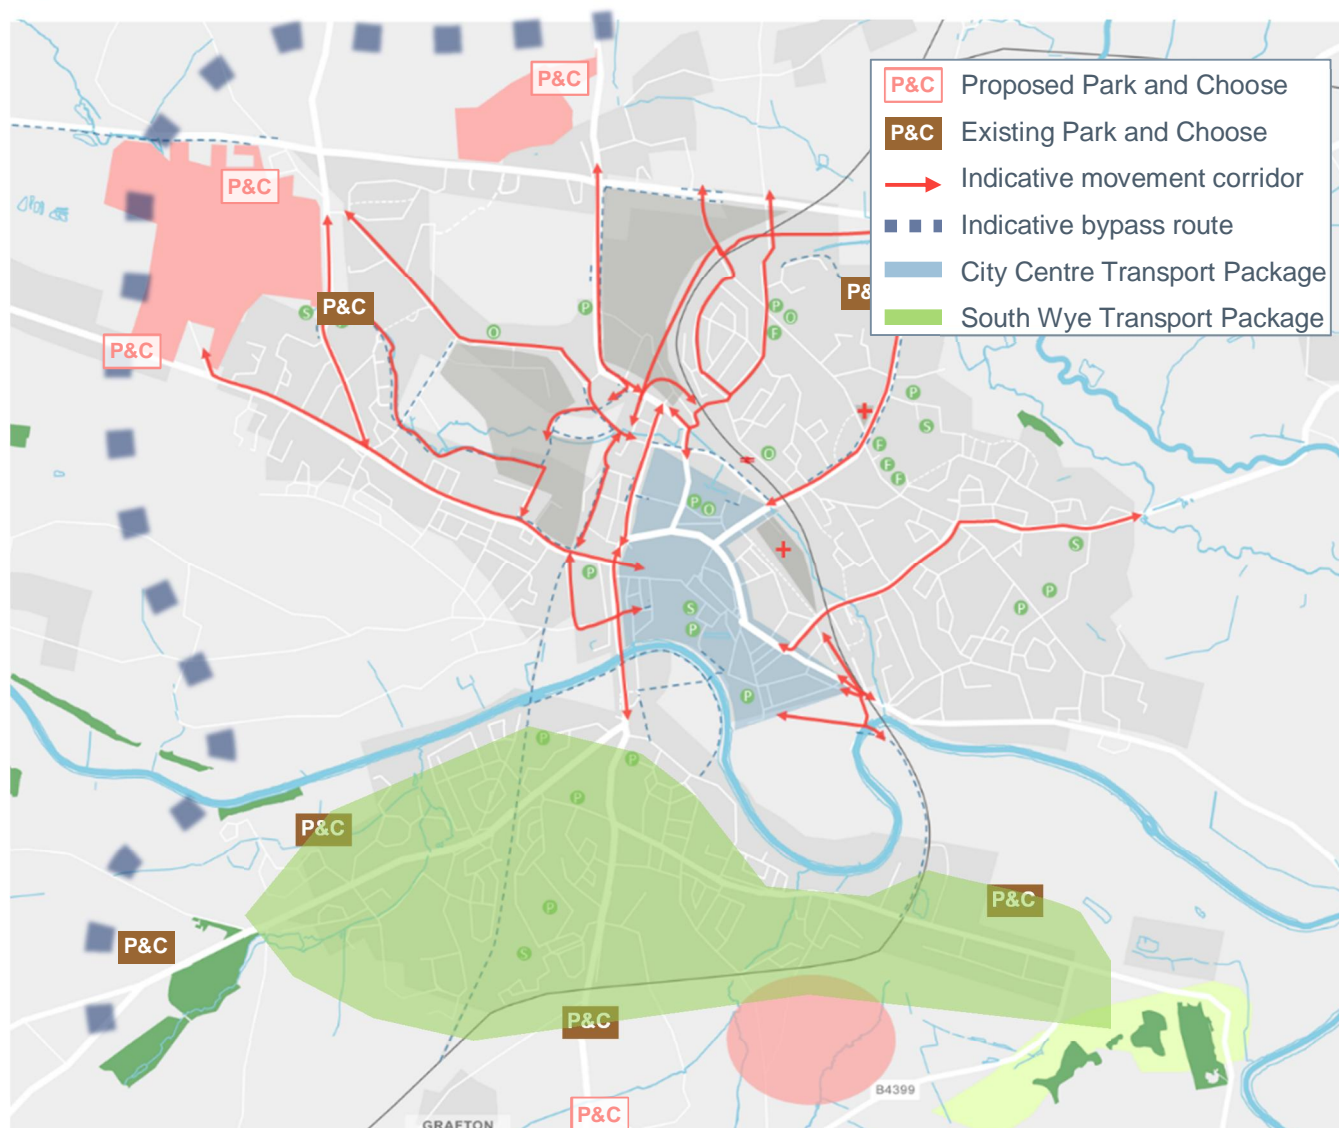 P&C
P&C Proposed Park and Choose
P&C Existing Park and Choose
Indicative movement corridor
Indicative bypass route
City Centre Transport Package
South Wye Transport Package
P&C
P&C
P&
P
P
O
F
S
O
P&C
P
S
F
F
F
O
P
O
S
P
P
P
S
P
P
P
P
P
P
P&C
P&C
P
P&C
S
P&C
B4399
P&C
GRAFTON